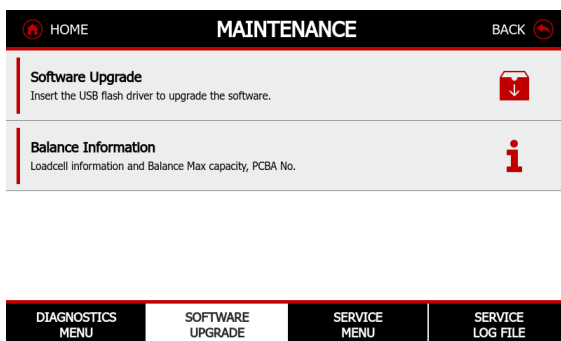 HOME
MAINTENANCE
BACK
Software Upgrade
Insert the USB flash driver to upgrade the software.
Balance Information
Loadcell information and Balance Max capacity, PCBA No.
DIAGNOSTICS
MENU
SOFTWARE
UPGRADE
SERVICE
MENU
SERVICE
LOG FILE